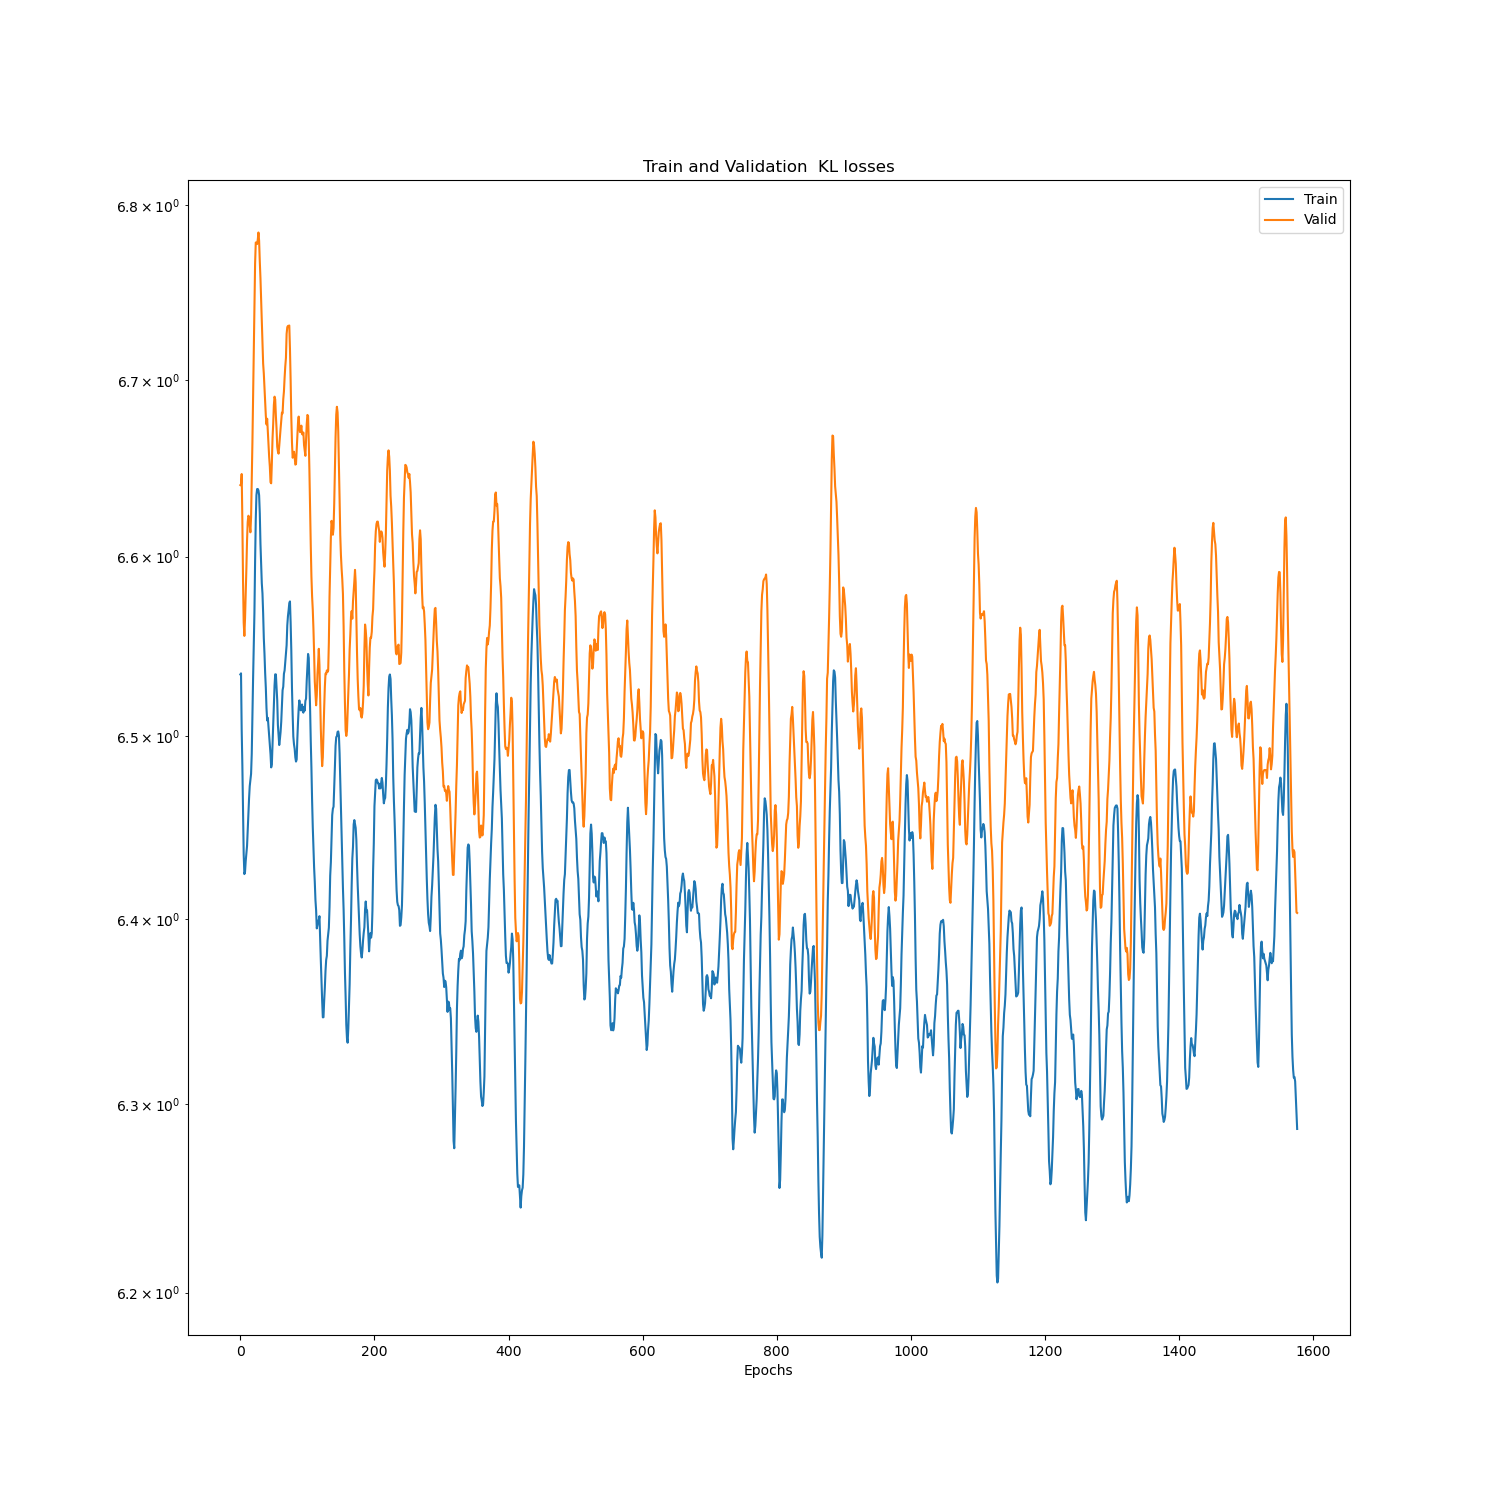 Train and Validation  KL losses
Train
Valid
6.8 × 10⁰
6.7 × 10⁰
6.6 × 10⁰
6.5 × 10⁰
6.4 × 10⁰
6.3 × 10⁰
6.2 × 10⁰
0 200 400 600 800 1000 1200 1400 1600
Epochs